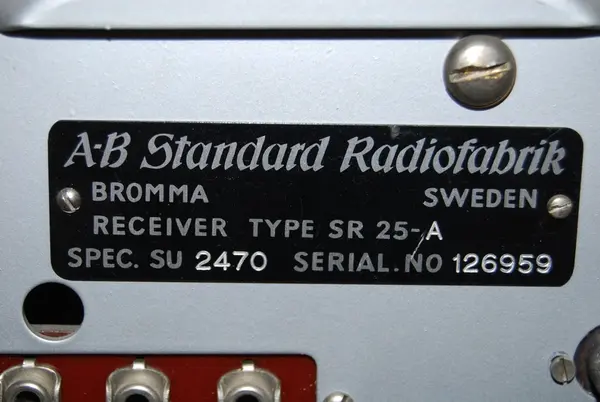 A-B Standard Radiofabrik
BROMMA SWEDEN
RECEIVER TYPE SR 25-A
SPEC. SU 2470 SERIAL.NO 126959